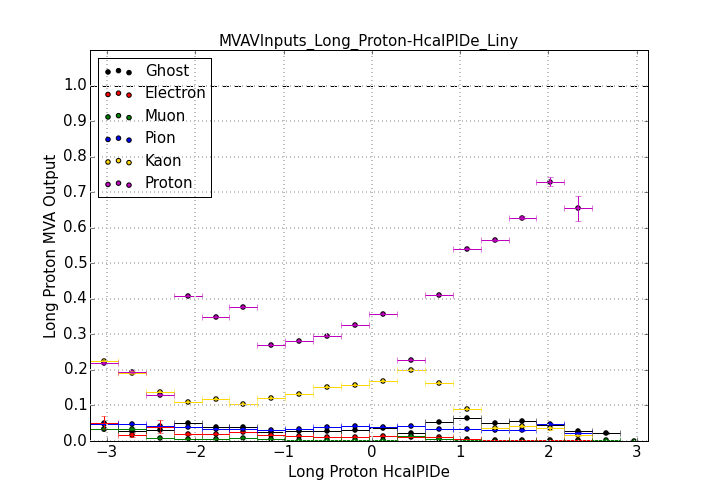 MVAVInputs_Long_Proton-HcalPIDe_Liny
Ghost
Electron
Muon
Pion
Kaon
Proton
Long Proton MVA Output
1.0
0.9
0.8
0.7
0.6
0.5
0.4
0.3
0.2
0.1
0.0
−3 −2 −1 0 1 2 3
Long Proton HcalPIDe